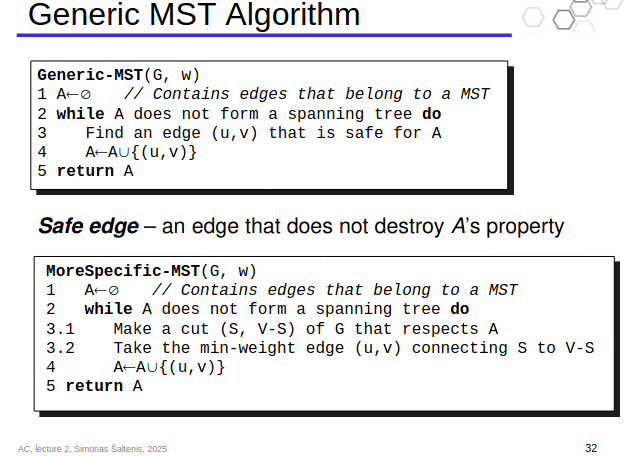 Generic MST Algorithm
Generic-MST(G, w)
1 A←∅ // Contains edges that belong to a MST
2 while A does not form a spanning tree do
3 Find an edge (u,v) that is safe for A
4 A←A∪{(u,v)}
5 return A
Safe edge – an edge that does not destroy A's property
MoreSpecific-MST(G, w)
1 A←∅ // Contains edges that belong to a MST
2 while A does not form a spanning tree do
3.1 Make a cut (S, V-S) of G that respects A
3.2 Take the min-weight edge (u,v) connecting S to V-S
4 A←A∪{(u,v)}
5 return A
AC, lecture 2, Simonas Šaltenis, 2025
32